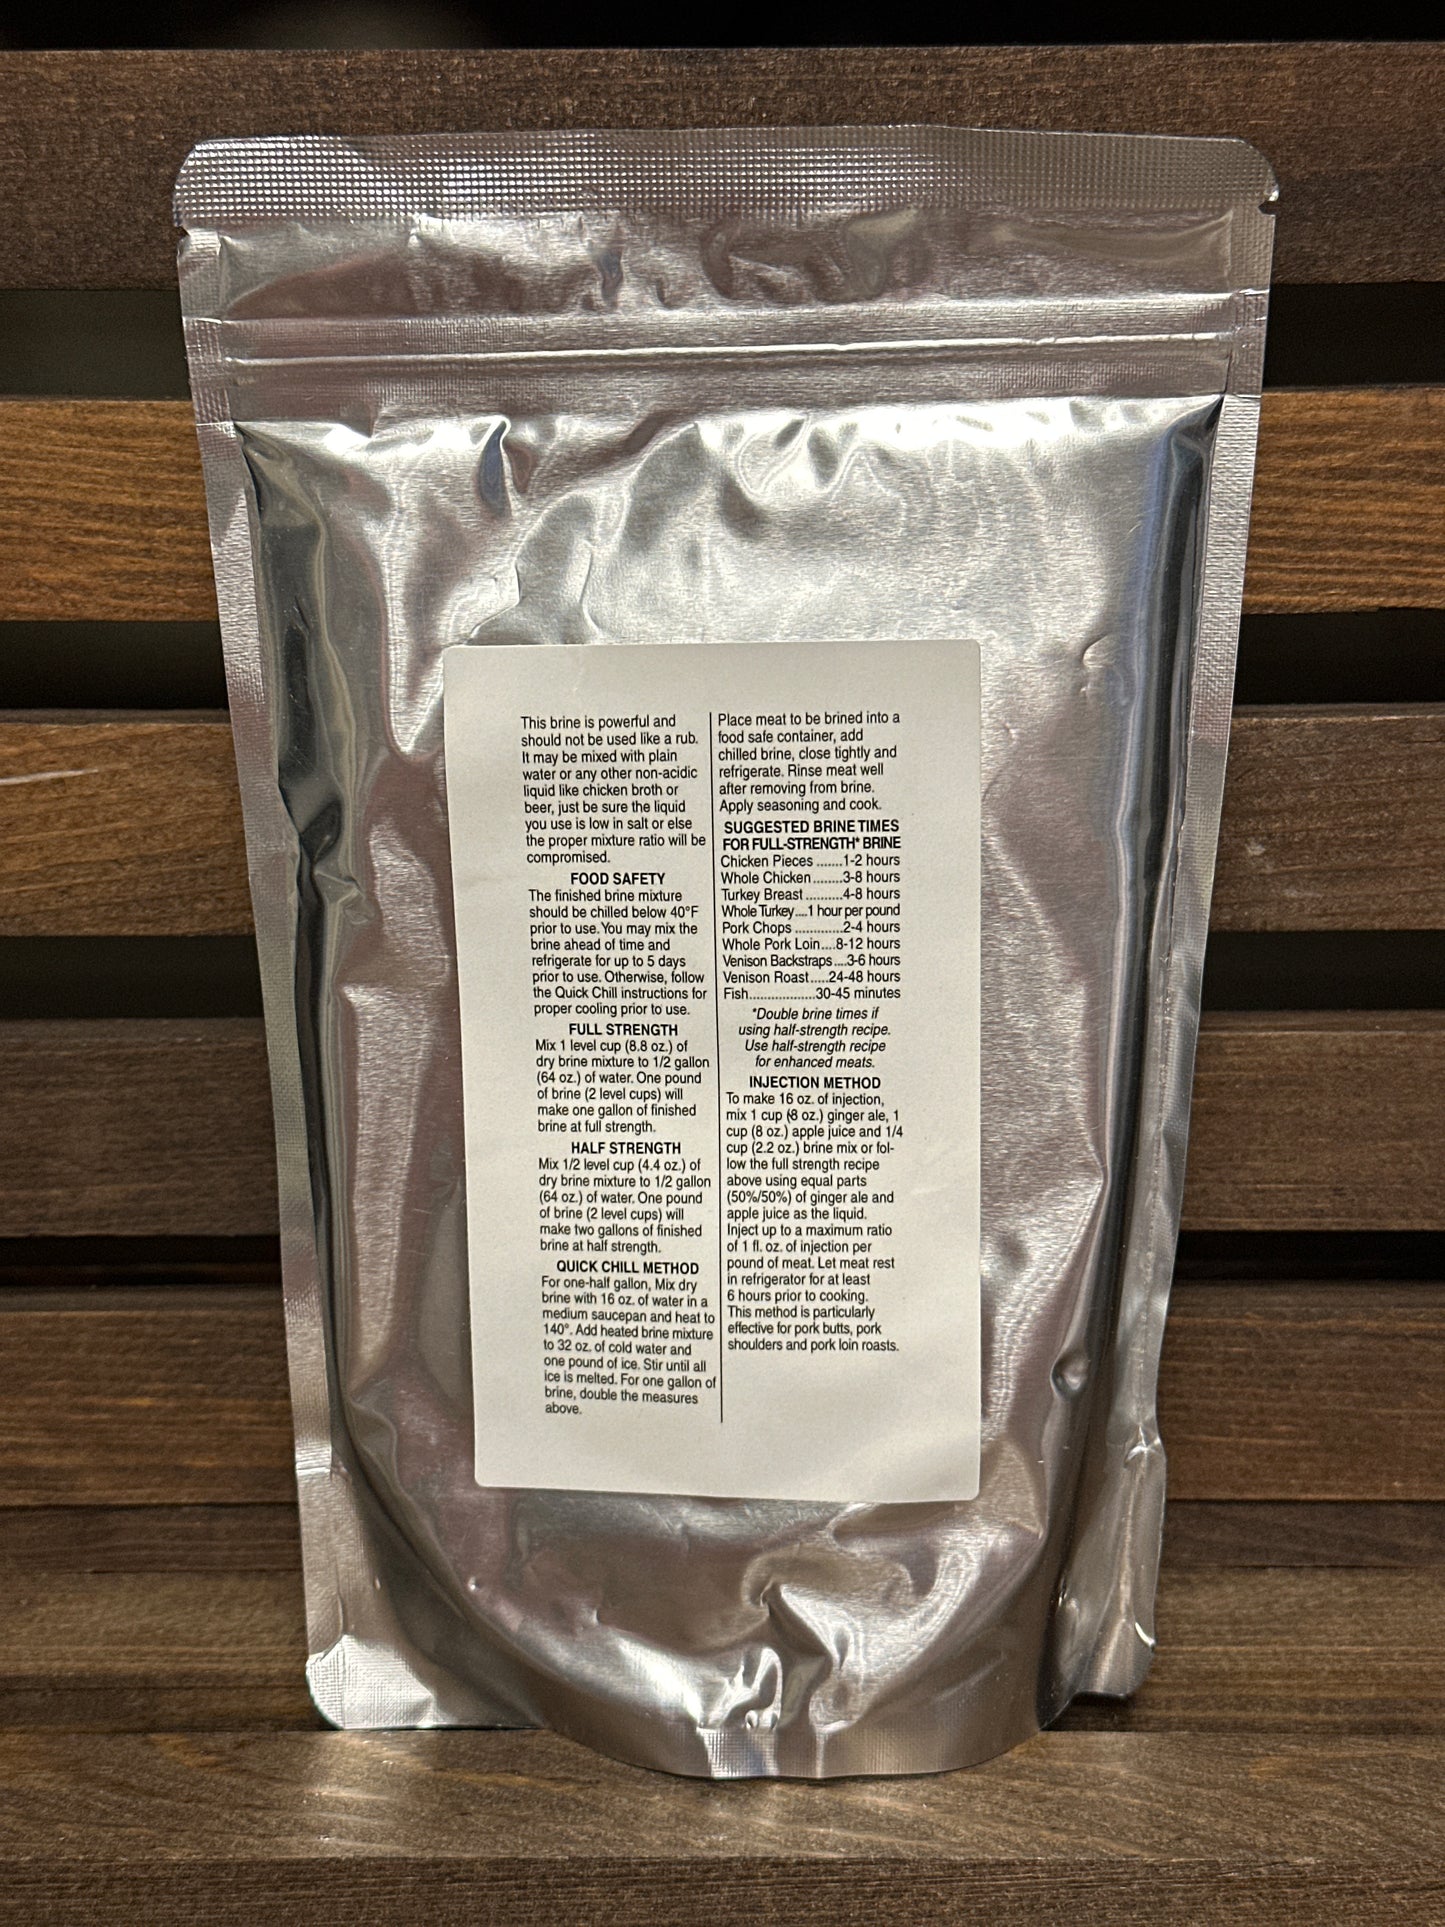 This brine is powerful and
should not be used like a rub.
It may be mixed with plain
water or any other non-acidic
liquid like chicken broth or
beer, just be sure the liquid
you use is low in salt or else
the proper mixture ratio will be
compromised.
FOOD SAFETY
The finished brine mixture
should be chilled below 40°F
prior to use. You may mix the
brine ahead of time and
refrigerate for up to 5 days
prior to use. Otherwise, follow
the Quick Chill instructions for
proper cooling prior to use.
FULL STRENGTH
Mix 1 level cup (8.8 oz.) of
dry brine mixture to 1/2 gallon
(64 oz.) of water. One pound
of brine (2 level cups) will
make one gallon of finished
brine at full strength.
HALF STRENGTH
Mix 1/2 level cup (4.4 oz.) of
dry brine mixture to 1/2 gallon
(64 oz.) of water. One pound
of brine (2 level cups) will
make two gallons of finished
brine at half strength.
QUICK CHILL METHOD
For one-half gallon, Mix dry
brine with 16 oz. of water in a
medium saucepan and heat to
140°. Add heated brine mixture
to 32 oz. of cold water and
one pound of ice. Stir until all
ice is melted. For one gallon of
brine, double the measures
above.
Place meat to be brined into a
food safe container, add
chilled brine, close tightly and
refrigerate. Rinse meat well
after removing from brine.
Apply seasoning and cook.
SUGGESTED BRINE TIMES
FOR FULL-STRENGTH* BRINE
Chicken Pieces .......1-2 hours
Whole Chicken........3-8 hours
Turkey Breast ..........4-8 hours
Whole Turkey....1 hour per pound
Pork Chops .............2-4 hours
Whole Pork Loin....8-12 hours
Venison Backstraps....3-6 hours
Venison Roast.....24-48 hours
Fish...................30-45 minutes
*Double brine times if
using half-strength recipe.
Use half-strength recipe
for enhanced meats.
INJECTION METHOD
To make 16 oz. of injection,
mix 1 cup (8 oz.) ginger ale, 1
cup (8 oz.) apple juice and 1/4
cup (2.2 oz.) brine mix or fol-
low the full strength recipe
above using equal parts
(50%/50%) of ginger ale and
apple juice as the liquid.
Inject up to a maximum ratio
of 1 fl. oz. of injection per
pound of meat. Let meat rest
in refrigerator for at least
6 hours prior to cooking.
This method is particularly
effective for pork butts, pork
shoulders and pork loin roasts.